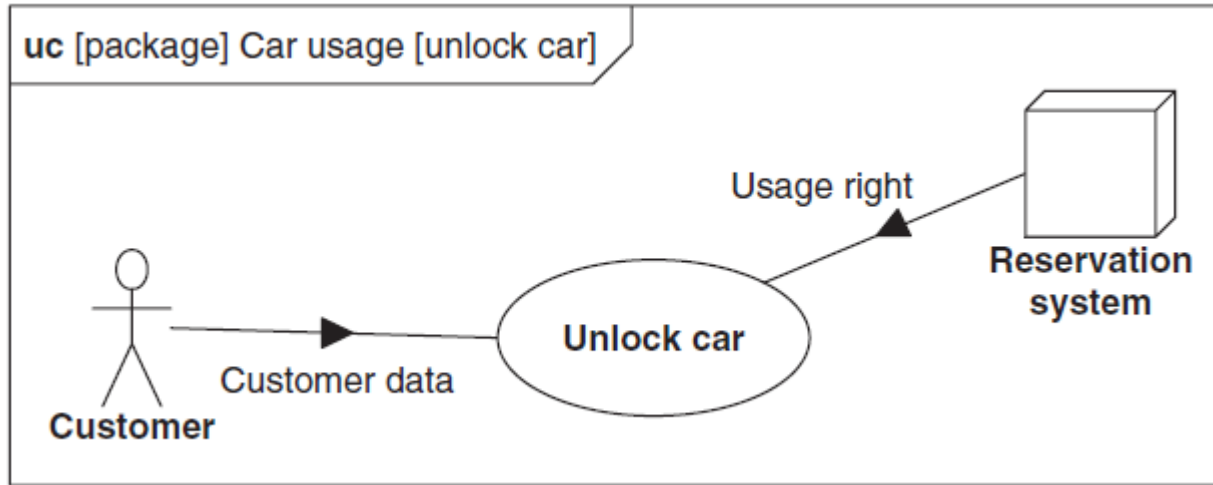 uc [package] Car usage [unlock car]
Usage right
Reservation
system
Unlock car
Customer data
Customer